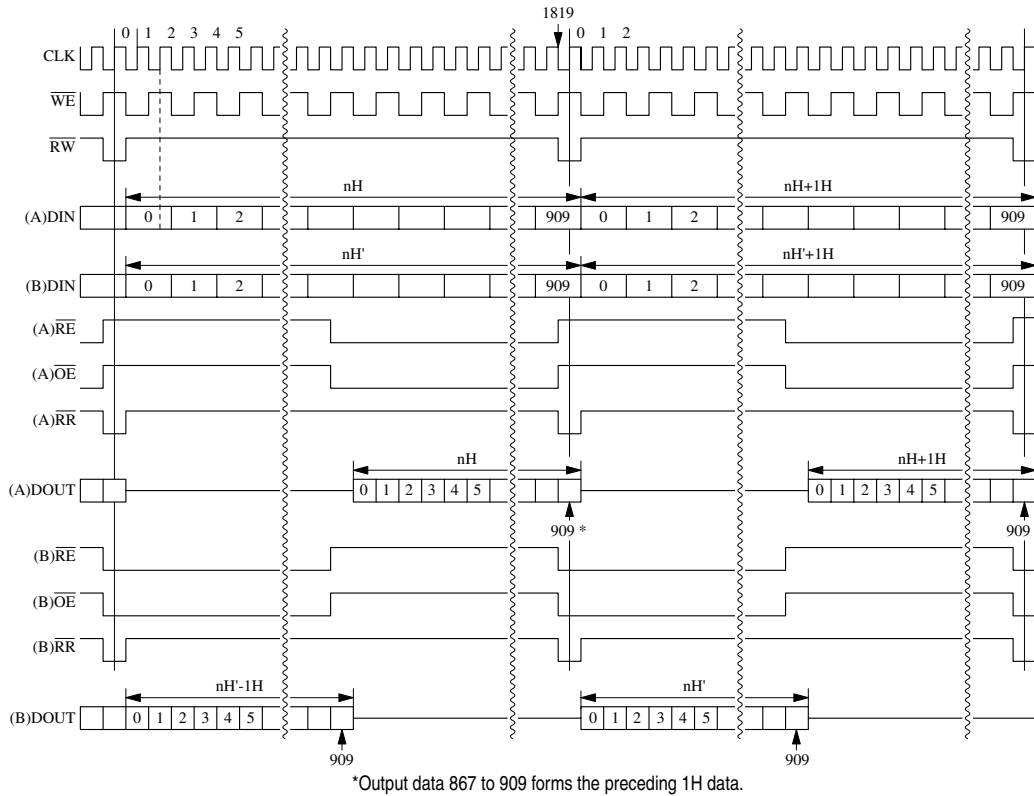 1819
0 1 2 3 4 5 0 1 2
CLK
WE
RW
nH nH+1H
(A)DIN 0 1 2 909 0 1 2 909
nH' nH'+1H
(B)DIN 0 1 2 909 0 1 2 909
(A)RE
(A)OE
(A)RR
nH nH+1H
(A)DOUT 0 1 2 3 4 5 0 1 2 3 4 5
909 * 909
(B)RE
(B)OE
(B)RR
nH'-1H nH'
(B)DOUT 0 1 2 3 4 5 0 1 2 3 4 5
909 909
*Output data 867 to 909 forms the preceding 1H data.